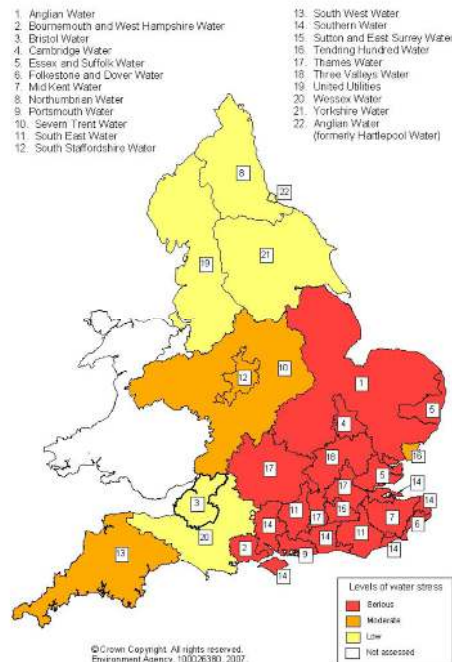 1. Anglian Water
2. Bournemouth and West Hampshire Water
3. Bristol Water
4. Cambridge Water
5. Essex and Suffolk Water
6. Folkestone and Dover Water
7. Mid Kent Water
8. Northumbrian Water
9. Portsmouth Water
10. Severn Trent Water
11. South East Water
12. South Staffordshire Water
13. South West Water
14. Southern Water
15. Sutton and East Surrey Water
16. Tendring Hundred Water
17. Thames Water
18. Three Valleys Water
19. United Utilities
20. Wessex Water
21. Yorkshire Water
22. Anglian Water
(formerly Hartlepool Water)
8
22
21
19
12
10
1
4
5
16
18
17
5
17
14
3
11
17
15
7
14
6
20
14
2
9
14
11
14
13
14
Levels of water stress
Serious
Moderate
Low
Not assessed
©Crown Copyright. All rights reserved.
Environment Agency, 100026380, 2007.